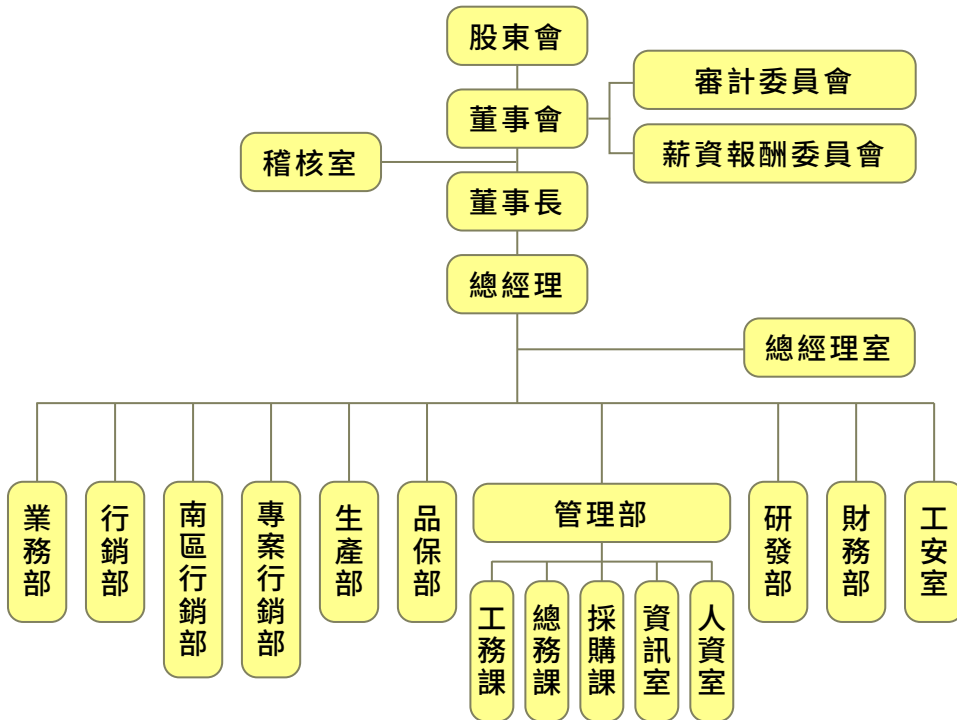 股東會
審計委員會
董事會
薪資報酬委員會
稽核室
董事長
總經理
總經理室
業務部
行銷部
南區行銷部
專案行銷部
生產部
品保部
管理部
研發部
財務部
工安室
工務課
總務課
採購課
資訊室
人資室